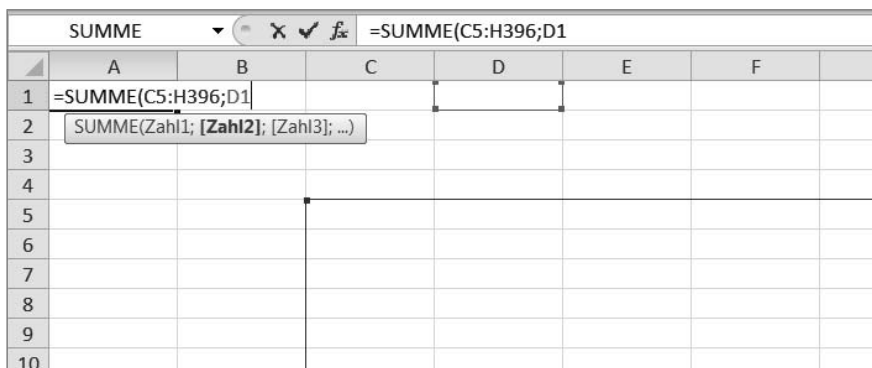 SUMME =SUMME(C5:H396;D1
A B C D E F
1 =SUMME(C5:H396;D1
2 SUMME(Zahl1; [Zahl2]; [Zahl3]; ...)
3
4
5
6
7
8
9
10